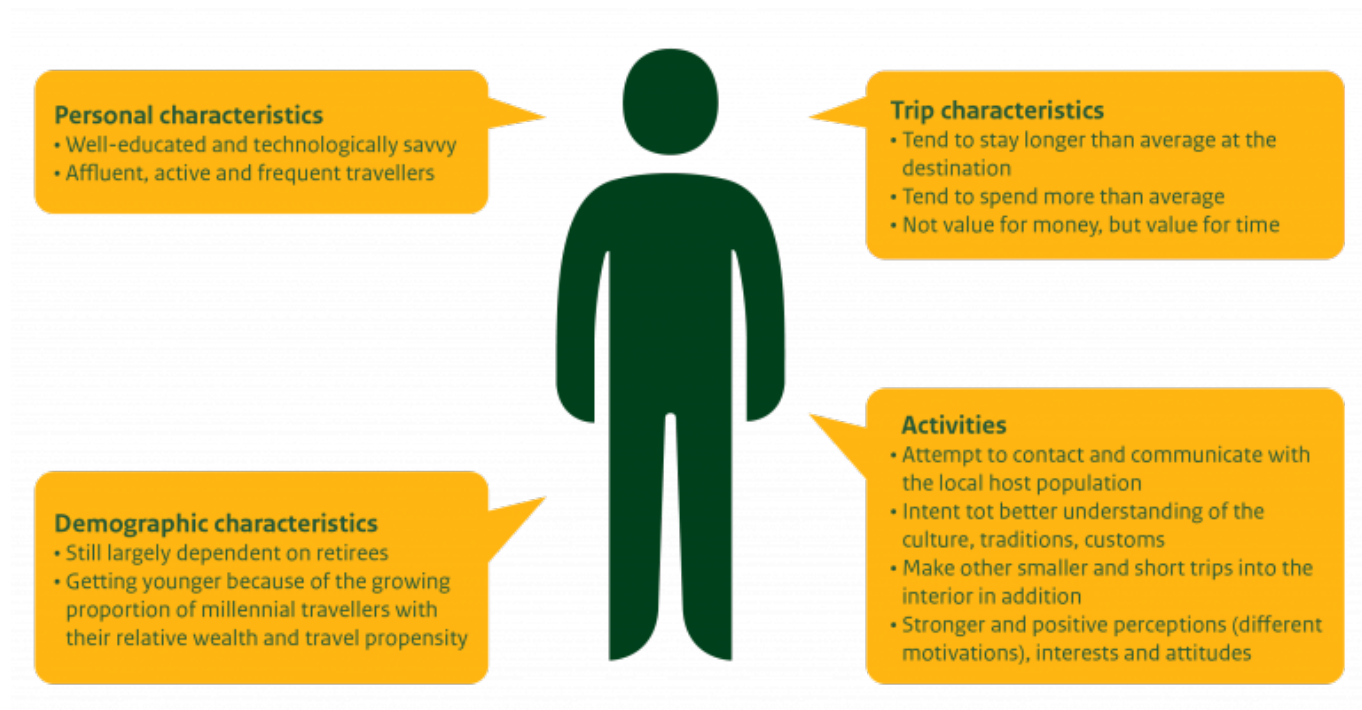 Personal characteristics
• Well-educated and technologically savvy
• Affluent, active and frequent travellers
Trip characteristics
• Tend to stay longer than average at the
destination
• Tend to spend more than average
• Not value for money, but value for time
Demographic characteristics
• Still largely dependent on retirees
• Getting younger because of the growing
proportion of millennial travellers with
their relative wealth and travel propensity
Activities
• Attempt to contact and communicate with
the local host population
• Intent tot better understanding of the
culture, traditions, customs
• Make other smaller and short trips into the
interior in addition
• Stronger and positive perceptions (different
motivations), interests and attitudes